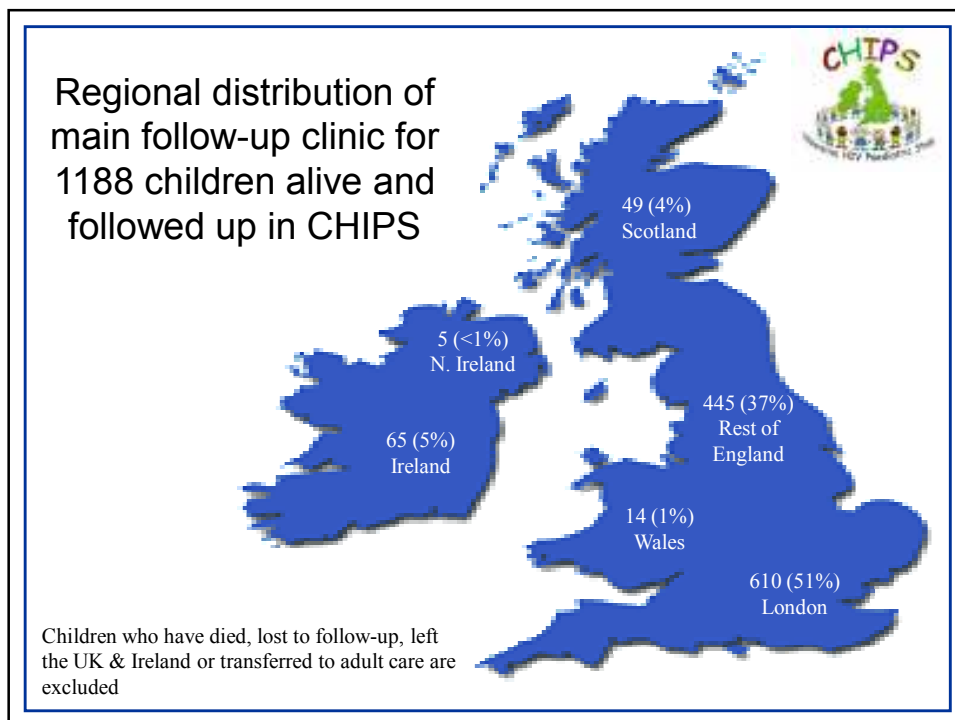 Regional distribution of
main follow-up clinic for
1188 children alive and
followed up in CHIPS
CHIPS
49 (4%)
Scotland
5 (<1%)
N. Ireland
445 (37%)
Rest of
England
65 (5%)
Ireland
14 (1%)
Wales
610 (51%)
London
Children who have died, lost to follow-up, left
the UK & Ireland or transferred to adult care are
excluded